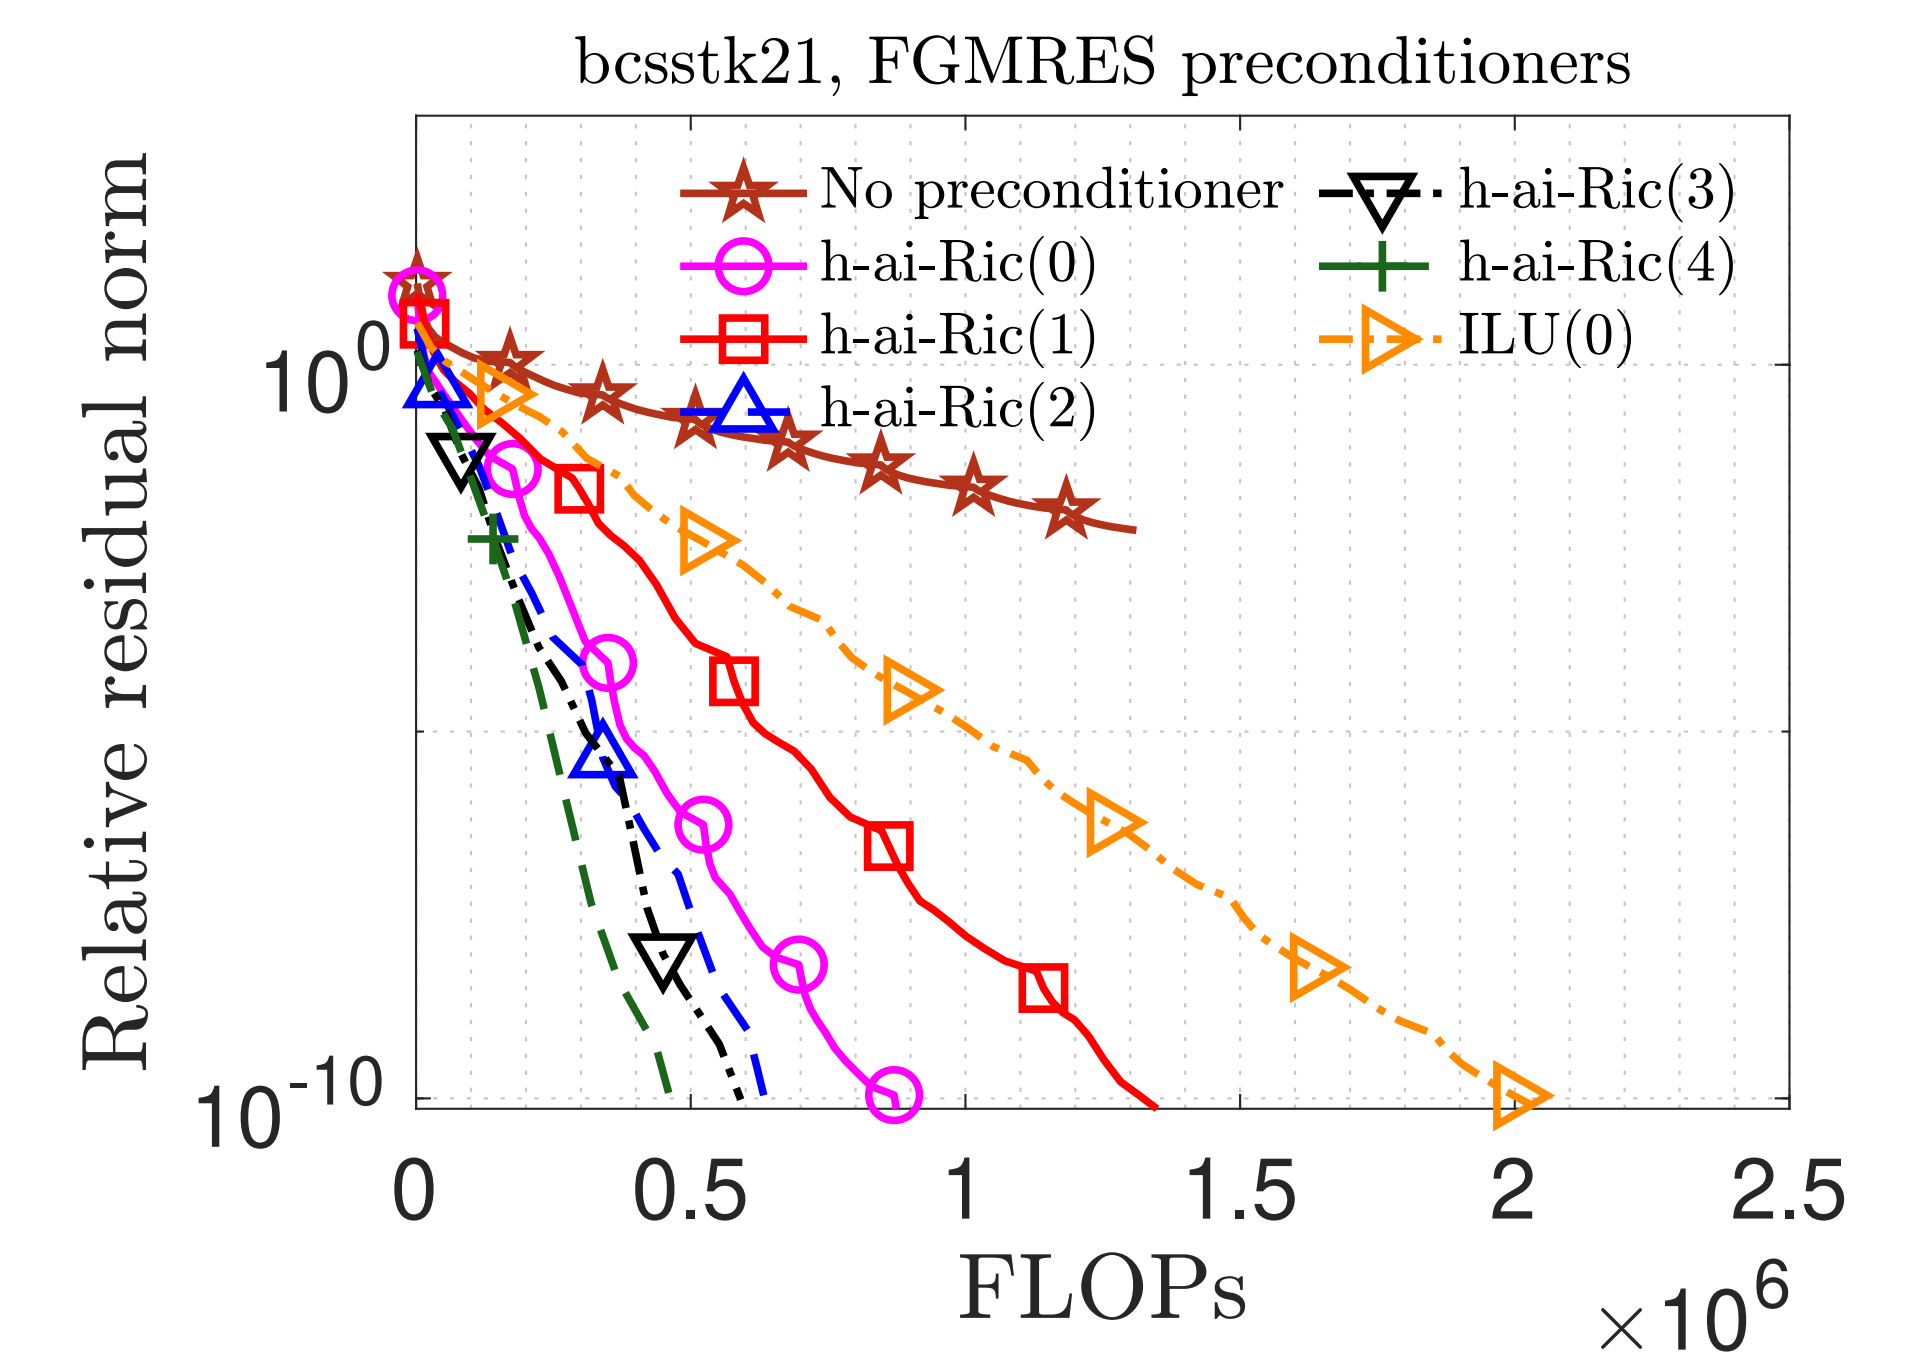 bcsstk21, FGMRES preconditioners
No preconditioner
h-ai-Ric(0)
h-ai-Ric(1)
h-ai-Ric(2)
h-ai-Ric(3)
h-ai-Ric(4)
ILU(0)
Relative residual norm
10^0
10^-10
0 0.5 1 1.5 2 2.5
FLOPs
×10^6